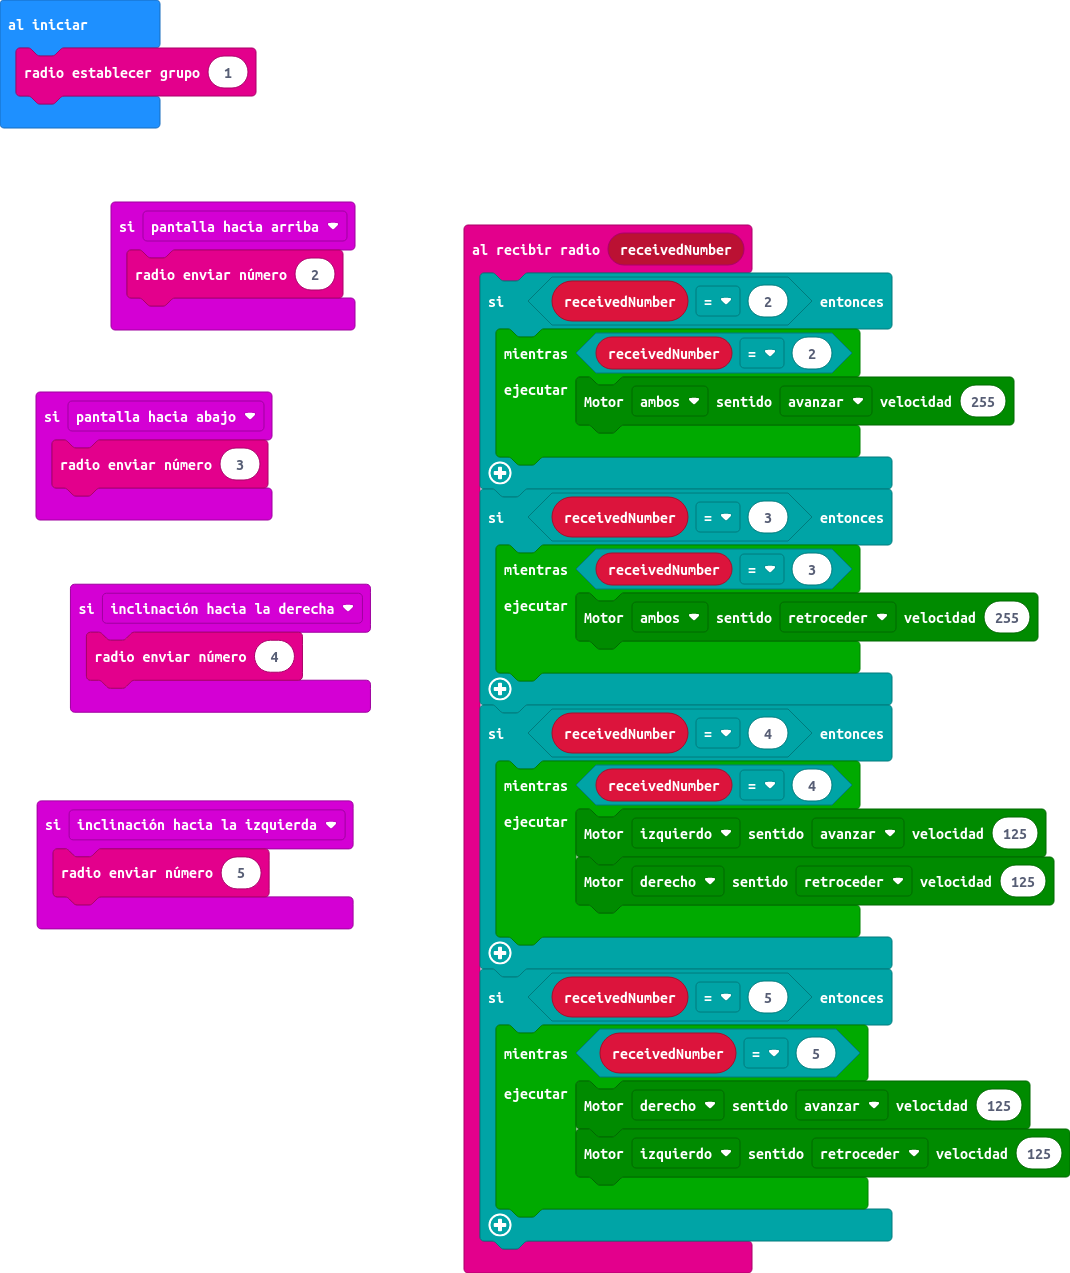 al iniciar
radio establecer grupo 1
si pantalla hacia arriba
radio enviar número 2
si pantalla hacia abajo
radio enviar número 3
si inclinación hacia la derecha
radio enviar número 4
si inclinación hacia la izquierda
radio enviar número 5
al recibir radio receivedNumber
si receivedNumber = 2 entonces
mientras receivedNumber = 2
ejecutar Motor ambos sentido avanzar velocidad 255
si receivedNumber = 3 entonces
mientras receivedNumber = 3
ejecutar Motor ambos sentido retroceder velocidad 255
si receivedNumber = 4 entonces
mientras receivedNumber = 4
ejecutar Motor izquierdo sentido avanzar velocidad 125
Motor derecho sentido retroceder velocidad 125
si receivedNumber = 5 entonces
mientras receivedNumber = 5
ejecutar Motor derecho sentido avanzar velocidad 125
Motor izquierdo sentido retroceder velocidad 125